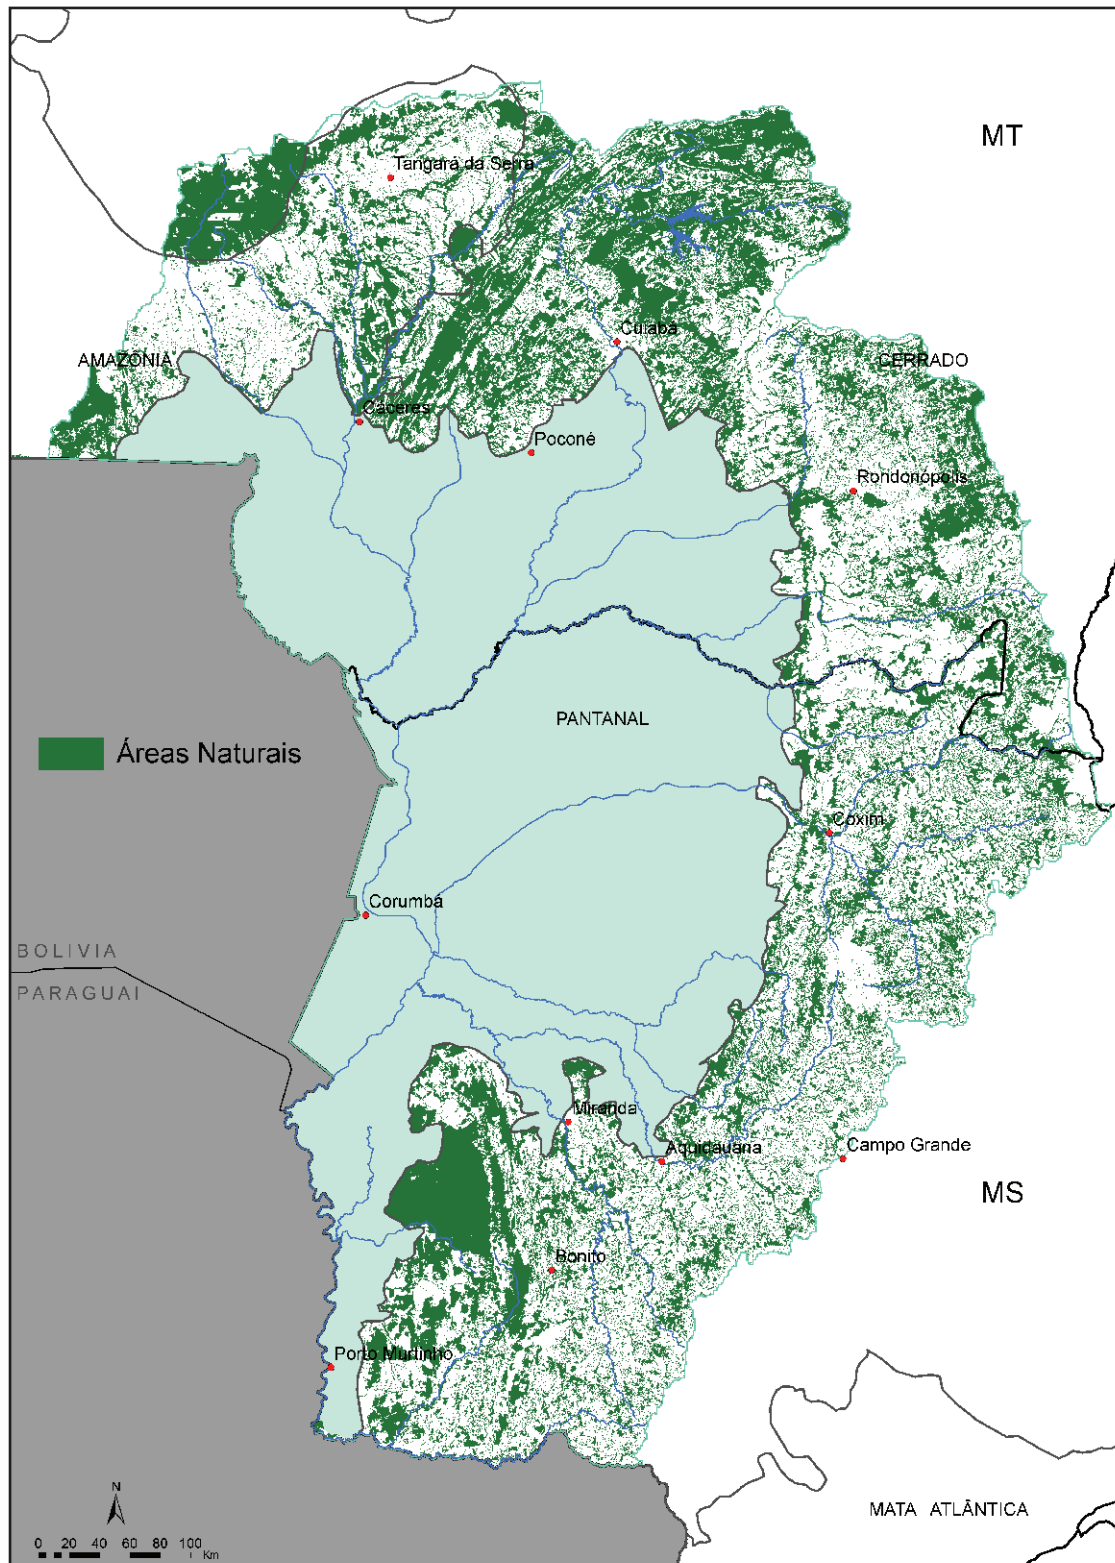 MT
Tangará da Serra
Cuiabá
AMAZÔNIA
CERRADO
Cáceres
Poconé
Rondonópolis
PANTANAL
Áreas Naturais
Coxim
Corumbá
BOLIVIA
PARAGUAI
Miranda
Aquidauana
Campo Grande
MS
Bonito
Porto Murtinho
N
MATA ATLÂNTICA
0 20 40 60 80 100
Km